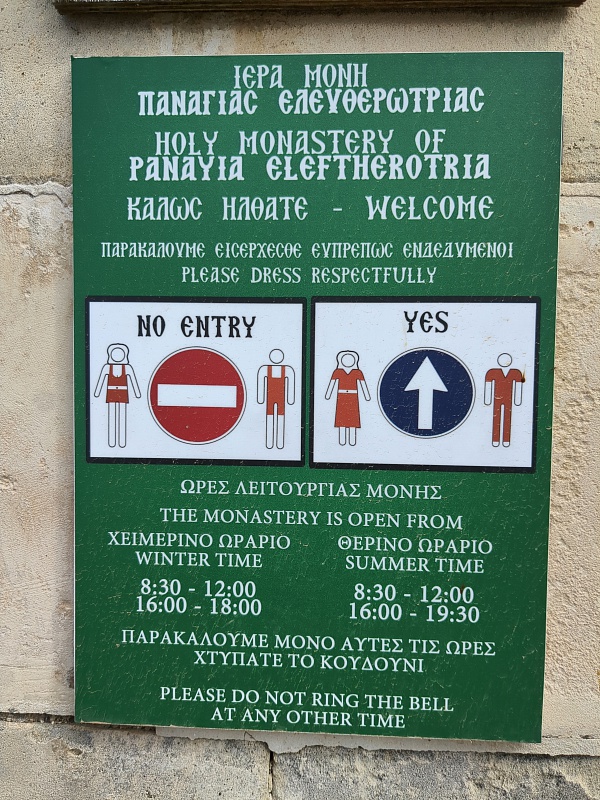 ΙΕΡΑ ΜΟΝΗ
ΠΑΝΑΓΙΑΣ ΕΛΕΥΘΕΡΩΤΡΙΑΣ
HOLY MONASTERY OF
PANAYIA ELEFTHEROTRIA
ΚΑΛΩΣ ΗΛΘΑΤΕ - WELCOME
ΠΑΡΑΚΑΛΟΥΜΕ ΕΙΣΕΡΧΕΣΘΕ ΕΥΠΡΕΠΩΣ ΕΝΔΕΔΥΜΕΝΟΙ
PLEASE DRESS RESPECTFULLY
NO ENTRY
YES
ΩΡΕΣ ΛΕΙΤΟΥΡΓΙΑΣ ΜΟΝΗΣ
THE MONASTERY IS OPEN FROM
ΧΕΙΜΕΡΙΝΟ ΩΡΑΡΙΟ
WINTER TIME
8:30 - 12:00
16:00 - 18:00
ΘΕΡΙΝΟ ΩΡΑΡΙΟ
SUMMER TIME
8:30 - 12:00
16:00 - 19:30
ΠΑΡΑΚΑΛΟΥΜΕ ΜΟΝΟ ΑΥΤΕΣ ΤΙΣ ΩΡΕΣ
ΧΤΥΠΑΤΕ ΤΟ ΚΟΥΔΟΥΝΙ
PLEASE DO NOT RING THE BELL
AT ANY OTHER TIME